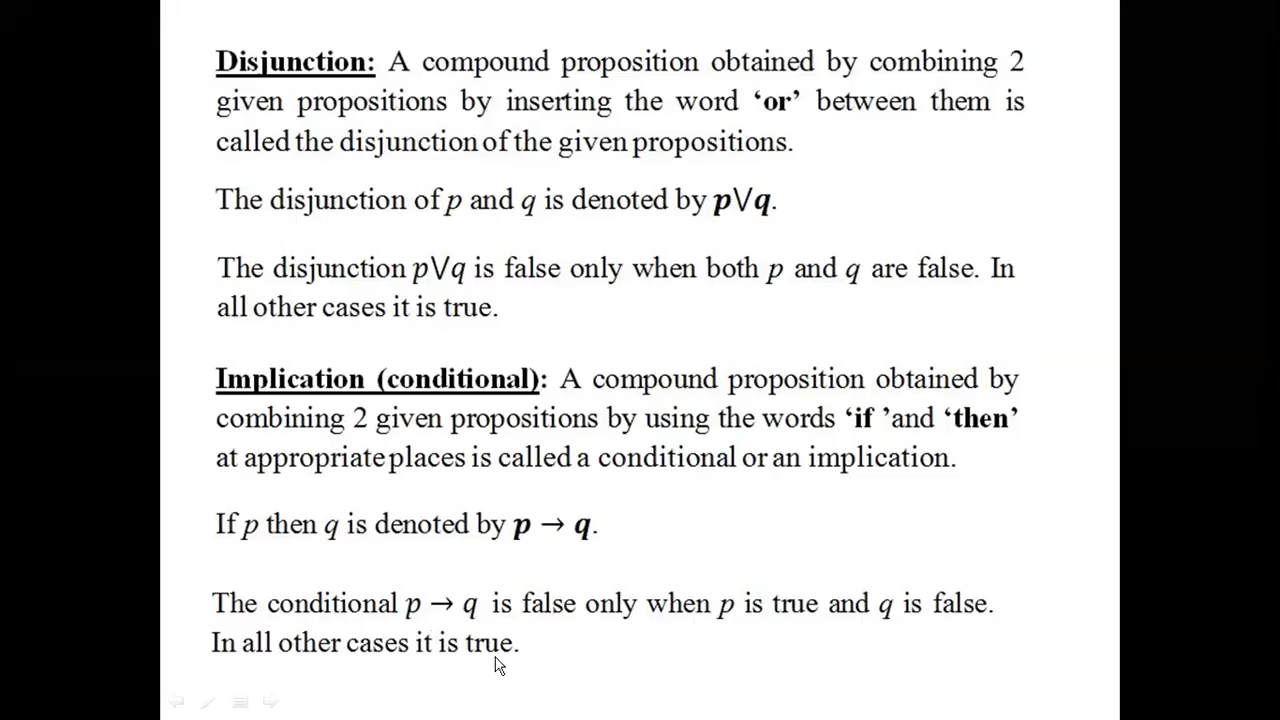 Disjunction: A compound proposition obtained by combining 2
given propositions by inserting the word ‘or’ between them is
called the disjunction of the given propositions.
The disjunction of p and q is denoted by p∨q.
The disjunction p∨q is false only when both p and q are false. In
all other cases it is true.
Implication (conditional): A compound proposition obtained by
combining 2 given propositions by using the words ‘if ’and ‘then’
at appropriate places is called a conditional or an implication.
If p then q is denoted by p → q.
The conditional p → q is false only when p is true and q is false.
In all other cases it is true.